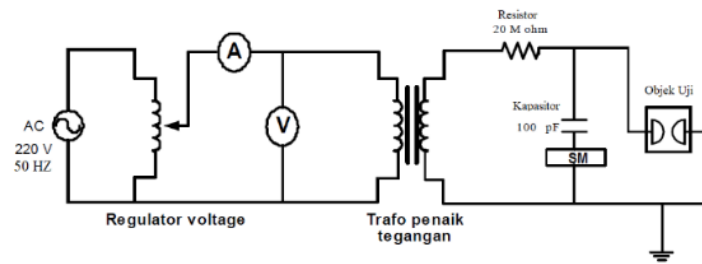 Resistor
20 M ohm
A
Objek Uji
Kapasitor
AC
220 V
50 HZ
V
100 pF
SM
Regulator voltage
Trafo penaik
tegangan